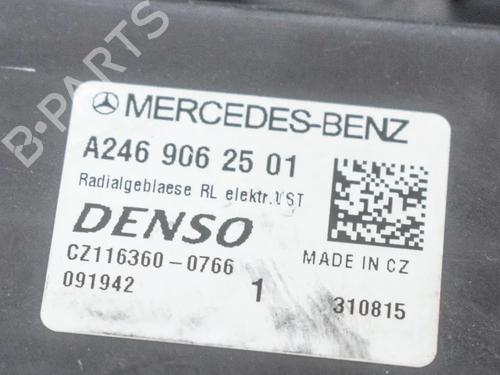 B-PARTS
MERCEDES-BENZ
A246 906 25 01
Radialgeblaese RL elektr. VST
DENSO
CZ116360-0766
MADE IN CZ
091942
1
310815